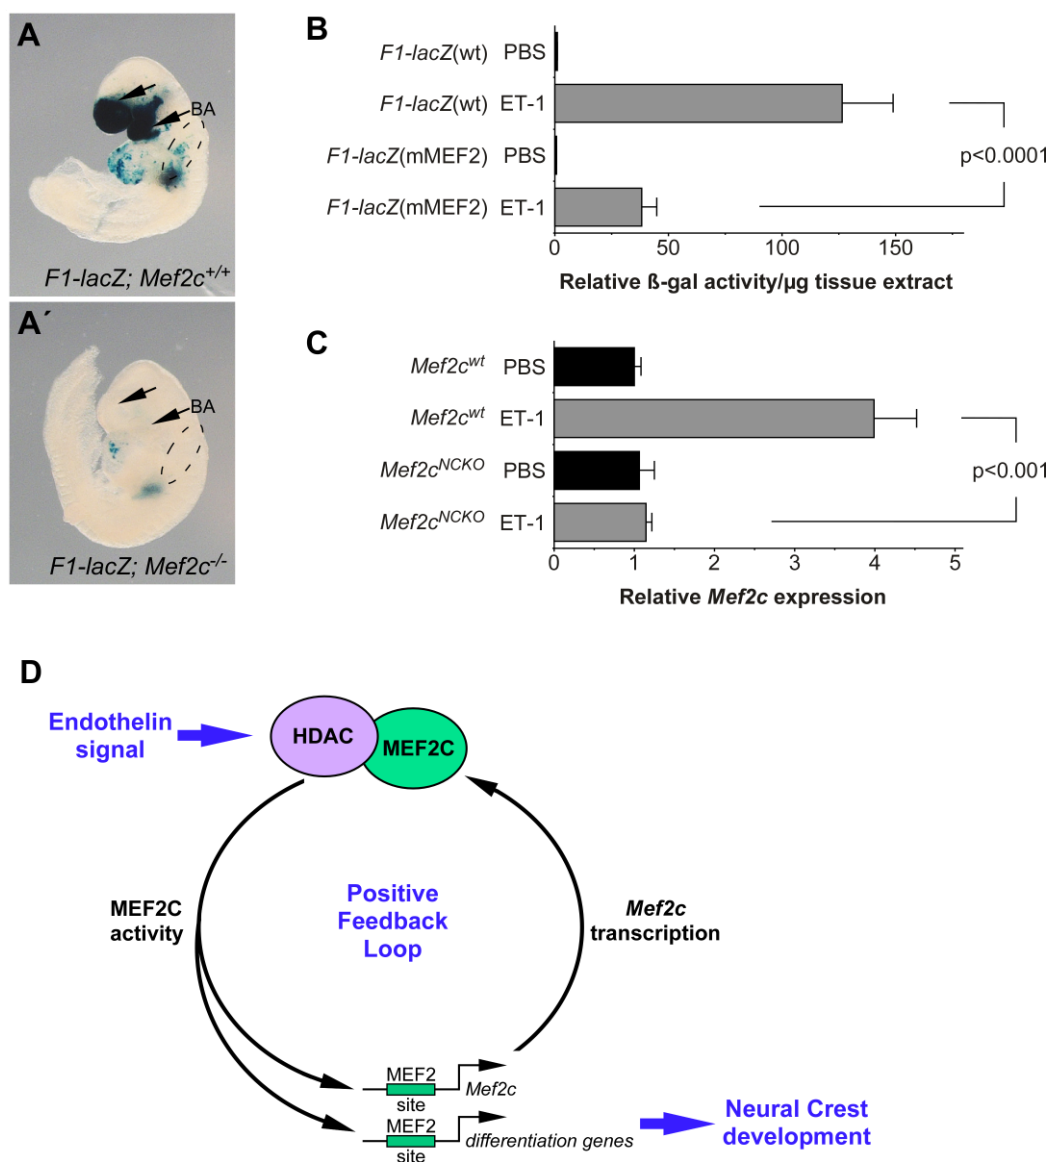 A
BA
F1-lacZ; Mef2c+/+
A´
BA
F1-lacZ; Mef2c-/-
B
F1-lacZ(wt) PBS
F1-lacZ(wt) ET-1
F1-lacZ(mMEF2) PBS
F1-lacZ(mMEF2) ET-1
p<0.0001
0 50 100 150
Relative ß-gal activity/µg tissue extract
C
Mef2cwt PBS
Mef2cwt ET-1
Mef2cNCKO PBS
Mef2cNCKO ET-1
p<0.001
0 1 2 3 4 5
Relative Mef2c expression
D
Endothelin
signal
HDAC
MEF2C
MEF2C
activity
Positive
Feedback
Loop
Mef2c
transcription
MEF2
site
Mef2c
MEF2
site
differentiation genes
Neural Crest
development